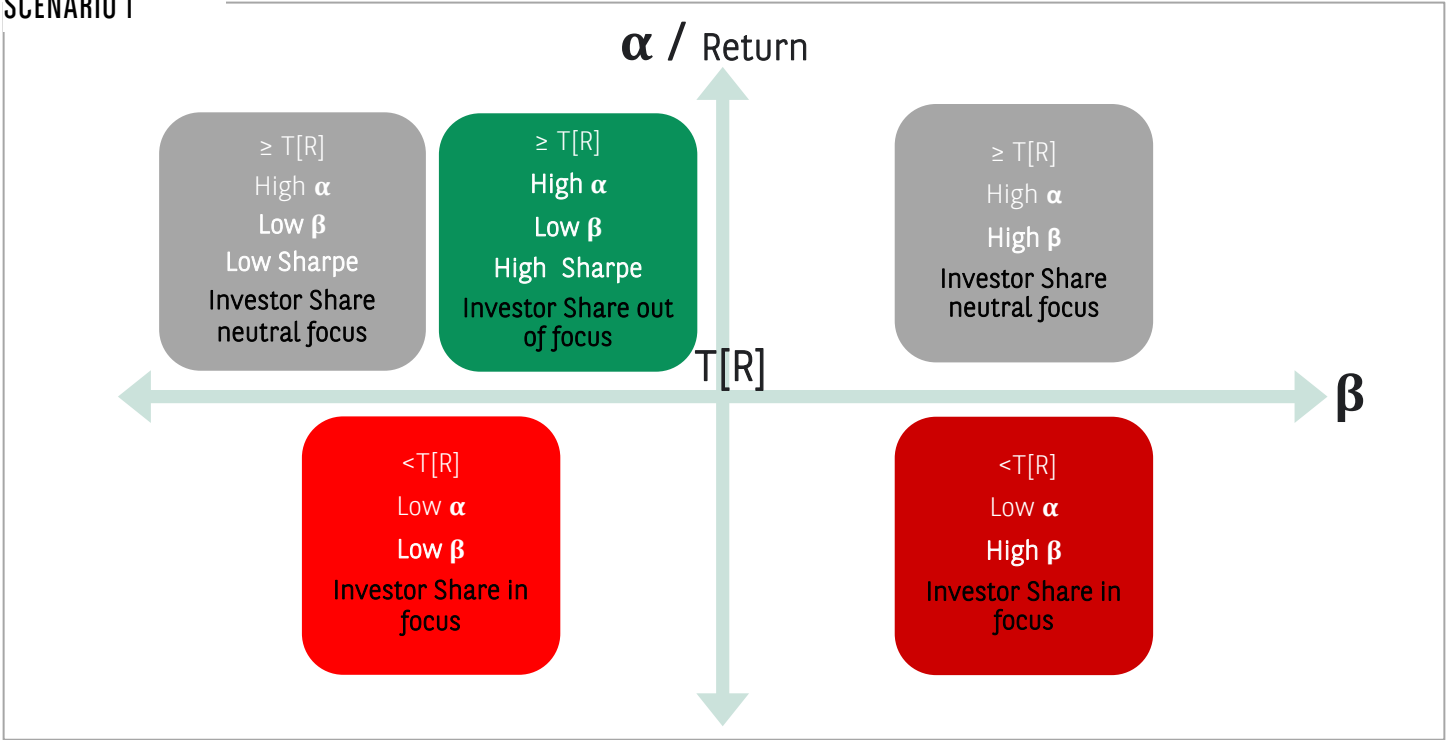 SCENARIO 1
α / Return
≥ T[R]
High α
Low β
Low Sharpe
Investor Share
neutral focus
≥ T[R]
High α
Low β
High Sharpe
Investor Share out
of focus
≥ T[R]
High α
High β
Investor Share
neutral focus
T[R]
β
<T[R]
Low α
Low β
Investor Share in
focus
<T[R]
Low α
High β
Investor Share in
focus